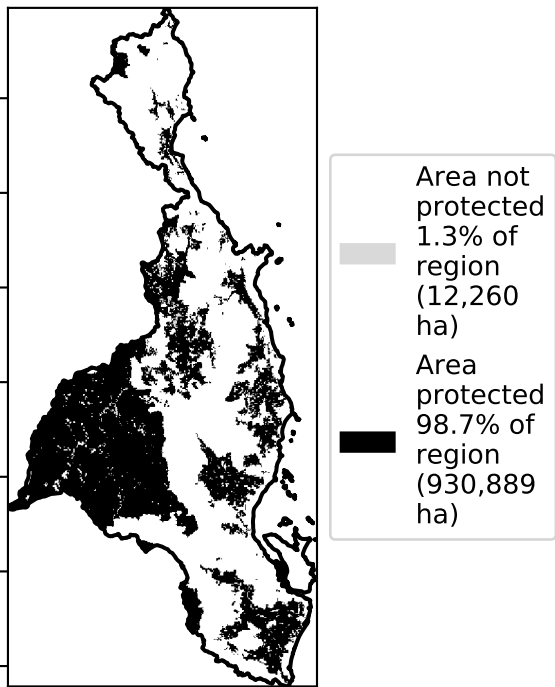 Area not
protected
1.3% of
region
(12,260
ha)
Area
protected
98.7% of
region
(930,889
ha)